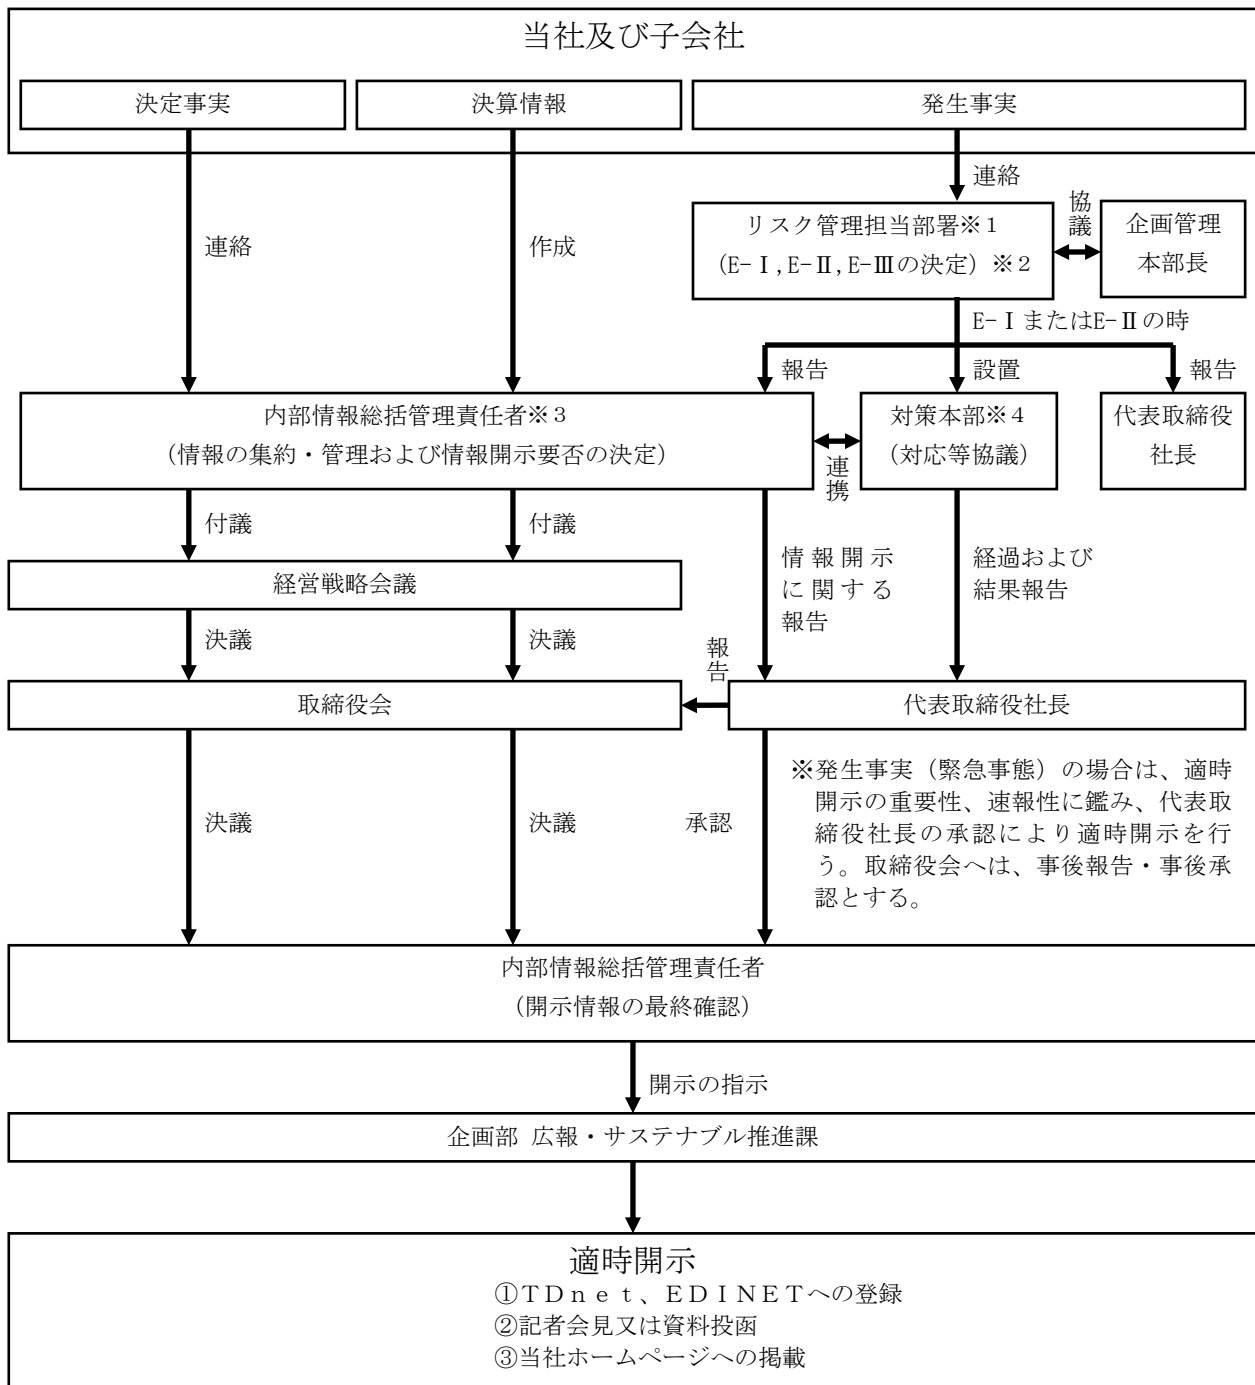 当社及び子会社
決定事実
決算情報
発生事実
連絡
連絡
作成
リスク管理担当部署※1
(E-Ⅰ,E-Ⅱ,E-Ⅲの決定)※2
協議
企画管理
本部長
E-ⅠまたはE-Ⅱの時
報告
設置
報告
内部情報総括管理責任者※3
(情報の集約・管理および情報開示要否の決定)
連携
対策本部※4
(対応等協議)
代表取締役
社長
付議
付議
情報開示
に関する
報告
経過および
結果報告
経営戦略会議
決議
決議
報告
取締役会
代表取締役社長
決議
決議
承認
※発生事実(緊急事態)の場合は、適時
開示の重要性、速報性に鑑み、代表取
締役社長の承認により適時開示を行
う。取締役会へは、事後報告・事後承
認とする。
内部情報総括管理責任者
(開示情報の最終確認)
開示の指示
企画部 広報・サステナブル推進課
適時開示
①TDnet、EDINETへの登録
②記者会見又は資料投函
③当社ホームページへの掲載